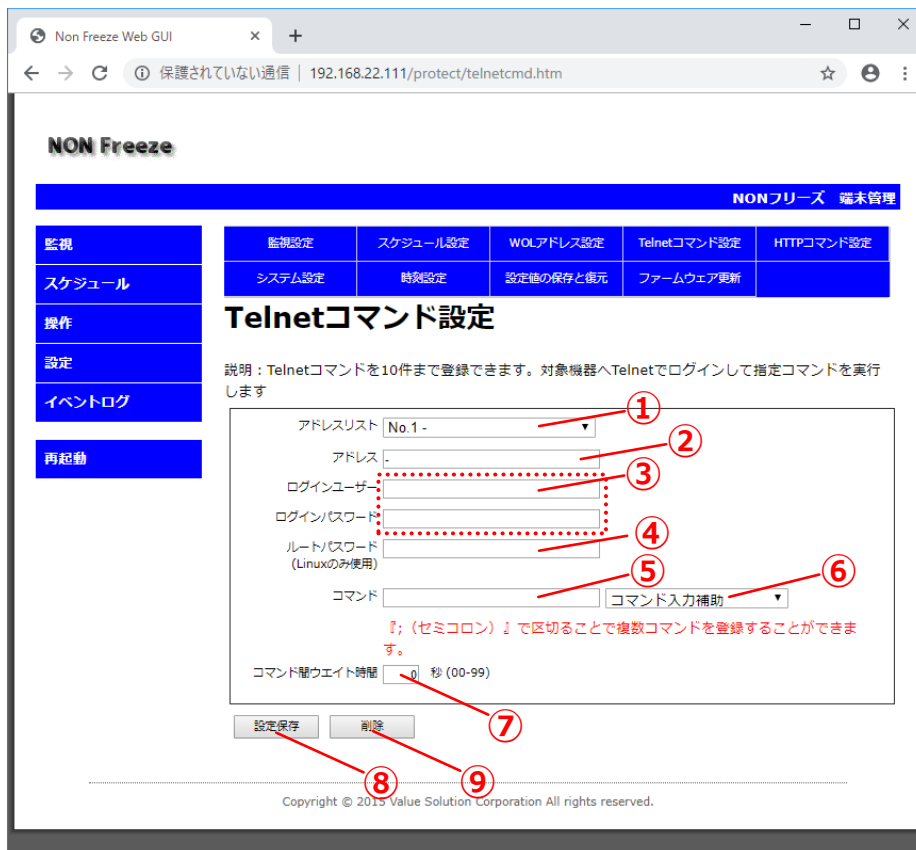 Non Freeze Web GUI
保護されていない通信 | 192.168.22.111/protect/telnetcmd.htm
NON Freeze
NONフリーズ 端末管理
監視
スケジュール
操作
設定
イベントログ
再起動
監視設定 スケジュール設定 WOLアドレス設定 Telnetコマンド設定 HTTPコマンド設定
システム設定 時刻設定 設定値の保存と復元 ファームウェア更新
Telnetコマンド設定
説明：Telnetコマンドを10件まで登録できます。対象機器へTelnetでログインして指定コマンドを実行
します
アドレスリスト No.1 - ①
アドレス - ②
ログインユーザー ③
ログインパスワード
ルートパスワード ④
(Linuxのみ使用)
コマンド ⑤ コマンド入力補助 ⑥
『;（セミコロン）』で区切ることで複数コマンドを登録することができま
す。
コマンド間ウエイト時間 0 秒 (00-99) ⑦
設定保存 削除
⑧ ⑨
Copyright © 2015 Value Solution Corporation All rights reserved.